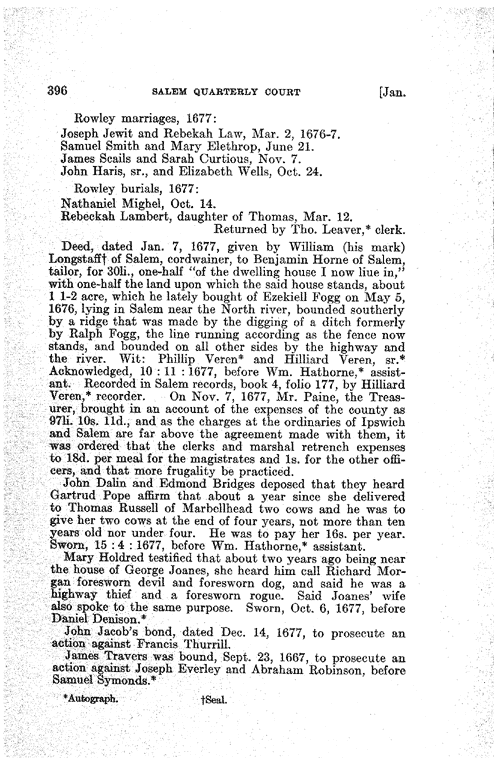 396 SALEM QUARTERLY COURT [Jan.
Rowley marriages, 1677:
Joseph Jewit and Rebekah Law, Mar. 2, 1676-7.
Samuel Smith and Mary Elethrop, June 21.
James Scails and Sarah Curtious, Nov. 7.
John Haris, sr., and Elizabeth Wells, Oct. 24.
Rowley burials, 1677:
Nathaniel Mighel, Oct. 14.
Rebeckah Lambert, daughter of Thomas, Mar. 12.
Returned by Tho. Leaver,* clerk.
Deed, dated Jan. 7, 1677, given by William (his mark)
Longstaff† of Salem, cordwainer, to Benjamin Horne of Salem,
tailor, for 30li., one-half "of the dwelling house I now liue in,"
with one-half the land upon which the said house stands, about
1 1-2 acre, which he lately bought of Ezekiell Fogg on May 5,
1676, lying in Salem near the North river, bounded southerly
by a ridge that was made by the digging of a ditch formerly
by Ralph Fogg, the line running according as the fence now
stands, and bounded on all other sides by the highway and
the river. Wit: Phillip Veren* and Hilliard Veren, sr.*
Acknowledged, 10 : 11 : 1677, before Wm. Hathorne,* assist-
ant. Recorded in Salem records, book 4, folio 177, by Hilliard
Veren,* recorder. On Nov. 7, 1677, Mr. Paine, the Treas-
urer, brought in an account of the expenses of the county as
97li. 10s. 11d., and as the charges at the ordinaries of Ipswich
and Salem are far above the agreement made with them, it
was ordered that the clerks and marshal retrench expenses
to 18d. per meal for the magistrates and 1s. for the other offi-
cers, and that more frugality be practiced.
John Dalin and Edmond Bridges deposed that they heard
Gartrud Pope affirm that about a year since she delivered
to Thomas Russell of Marbellhead two cows and he was to
give her two cows at the end of four years, not more than ten
years old nor under four. He was to pay her 16s. per year.
Sworn, 15 : 4 : 1677, before Wm. Hathorne,* assistant.
Mary Holdred testified that about two years ago being near
the house of George Joanes, she heard him call Richard Mor-
gan foresworn devil and foresworn dog, and said he was a
highway thief and a foresworn rogue. Said Joanes' wife
also spoke to the same purpose. Sworn, Oct. 6, 1677, before
Daniel Denison.*
John Jacob's bond, dated Dec. 14, 1677, to prosecute an
action against Francis Thurrill.
James Travers was bound, Sept. 23, 1667, to prosecute an
action against Joseph Everley and Abraham Robinson, before
Samuel Symonds.*
*Autograph. †Seal.